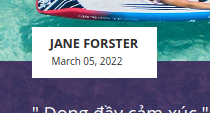 JANE FORSTER
March 05, 2022
" Dong đầy cảm xúc "